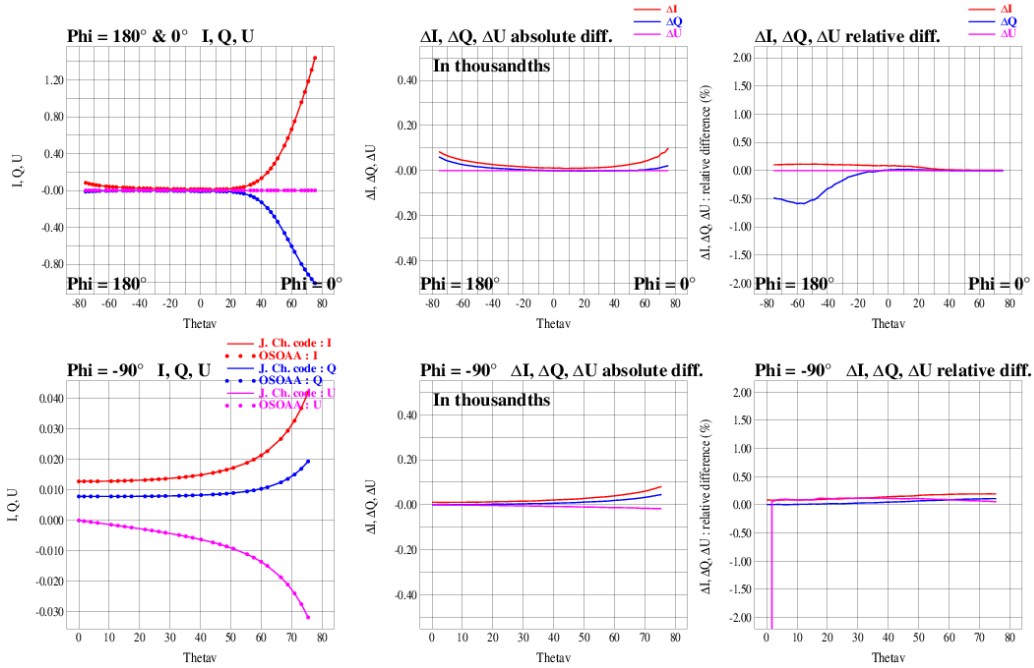 ΔI
ΔQ
ΔU
ΔI
ΔQ
ΔU
Phi = 180° & 0° I, Q, U
ΔI, ΔQ, ΔU absolute diff.
ΔI, ΔQ, ΔU relative diff.
In thousandths
1.20
0.80
0.40
-0.00
-0.40
-0.80
I, Q, U
0.40
0.20
0.00
-0.20
-0.40
ΔI, ΔQ, ΔU
2.00
1.50
1.00
0.50
0.00
-0.50
-1.00
-1.50
-2.00
ΔI, ΔQ, ΔU : relative difference (%)
Phi = 180°
Phi = 0°
Phi = 180°
Phi = 0°
Phi = 180°
Phi = 0°
-80 -60 -40 -20 0 20 40 60 80
-80 -60 -40 -20 0 20 40 60 80
-80 -60 -40 -20 0 20 40 60 80
Thetav
Thetav
Thetav
J. Ch. code : I
OSOAA : I
J. Ch. code : Q
OSOAA : Q
J. Ch. code : U
OSOAA : U
Phi = -90° I, Q, U
Phi = -90° ΔI, ΔQ, ΔU absolute diff.
Phi = -90° ΔI, ΔQ, ΔU relative diff.
In thousandths
0.040
0.030
0.020
0.010
0.000
-0.010
-0.020
-0.030
I, Q, U
0.40
0.20
0.00
-0.20
-0.40
ΔI, ΔQ, ΔU
2.00
1.50
1.00
0.50
0.00
-0.50
-1.00
-1.50
-2.00
ΔI, ΔQ, ΔU : relative difference (%)
0 10 20 30 40 50 60 70 80
0 10 20 30 40 50 60 70 80
0 10 20 30 40 50 60 70 80
Thetav
Thetav
Thetav